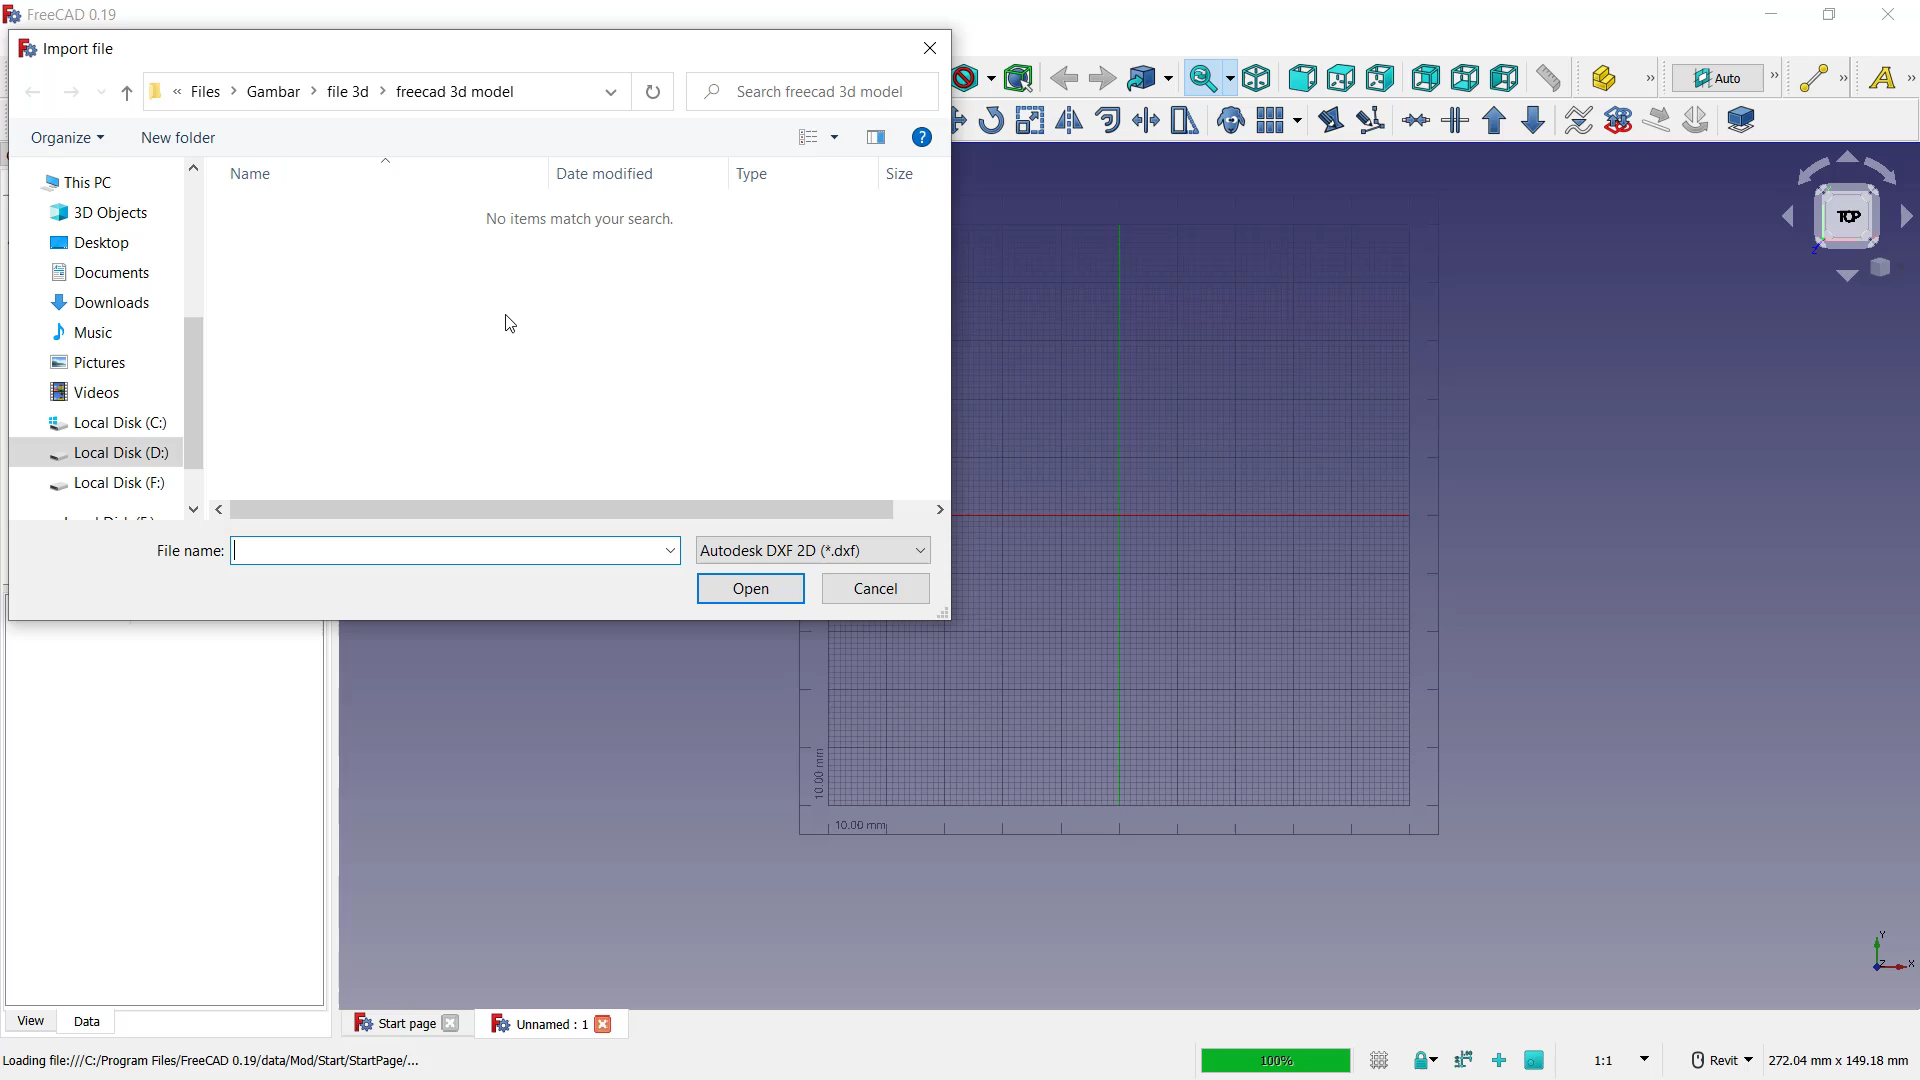 FreeCAD 0.19
Import file
« Files > Gambar > file 3d > freecad 3d model
Search freecad 3d model
Organize
New folder
Name
Date modified
Type
Size
No items match your search.
This PC
3D Objects
Desktop
Documents
Downloads
Music
Pictures
Videos
Local Disk (C:)
Local Disk (D:)
Local Disk (F:)
File name:
Autodesk DXF 2D (*.dxf)
Open
Cancel
Auto
TOP
Z
10.00 mm
10.00 mm
Y
Z
X
View
Data
Start page
Unnamed : 1
Loading file:///C:/Program Files/FreeCAD 0.19/data/Mod/Start/StartPage/...
100%
1:1
Revit
272.04 mm x 149.18 mm